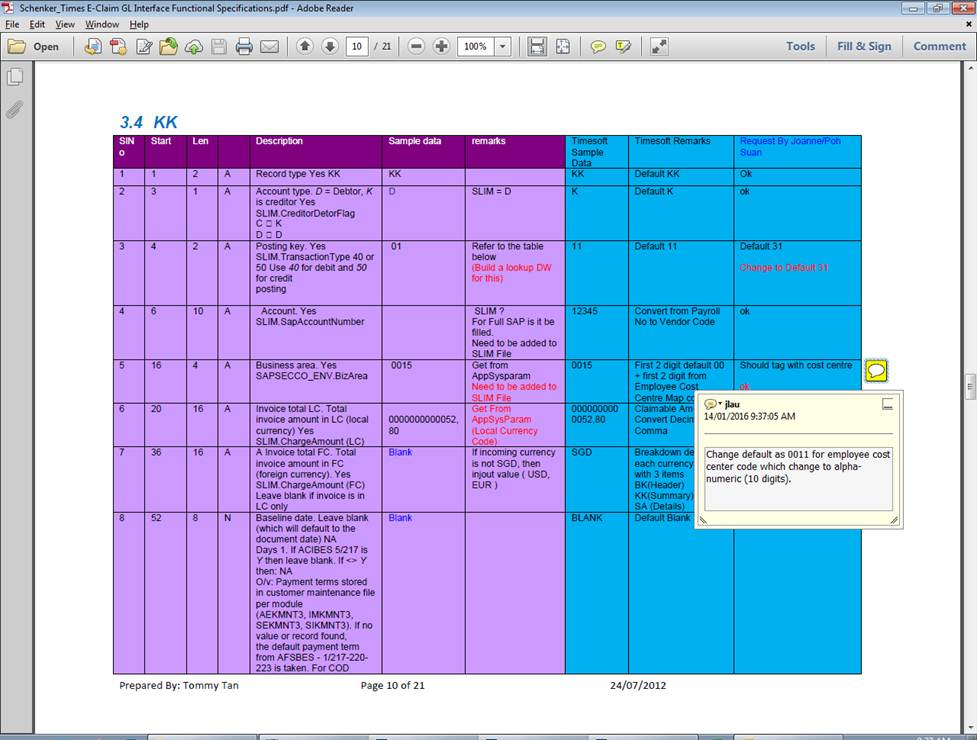 Schenker_Times E-Claim GL Interface Functional Specifications.pdf - Adobe Reader
File Edit View Window Help
Open
10 / 21
100%
Tools Fill & Sign Comment
3.4 KK
SIN
o
Start
Len
Description
Sample data
remarks
Timesoft
Sample
Data
Timesoft Remarks
Request By Joanne/Poh
Suan
1
1
2
A
Record type Yes KK
KK
KK
Default KK
Ok
2
3
1
A
Account type. D = Debtor, K
is creditor Yes
SLIM.CreditorDetorFlag
C □ K
D □ D
D
SLIM = D
K
Default K
ok
3
4
2
A
Posting key. Yes
SLIM.TransactionType 40 or
50 Use 40 for debit and 50
for credit
posting
01
Refer to the table
below
(Build a lookup DW
for this)
11
Default 11
Default 31
Change to Default 31
4
6
10
A
Account. Yes
SLIM.SapAccountNumber
SLIM ?
For Full SAP is it be
filled.
Need to be added to
SLIM File
12345
Convert from Payroll
No to Vendor Code
ok
5
16
4
A
Business area. Yes
SAPSECCO_ENV.BizArea
0015
Get from
AppSysparam
Need to be added to
SLIM File
0015
First 2 digit default 00
+ first 2 digit from
Employee Cost
Centre Map co
Should tag with cost centre
ok
6
20
16
A
Invoice total LC. Total
invoice amount in LC (local
currency) Yes
SLIM.ChargeAmount (LC)
0000000000052,
80
Get From
AppSysParam
(Local Currency
Code)
000000000
0052,80
Claimable Am
Convert Decin
Comma
7
36
16
A
A Invoice total FC. Total
invoice amount in FC
(foreign currency). Yes
SLIM.ChargeAmount (FC)
Leave blank if invoice is in
LC only
Blank
If incoming currency
is not SGD, then
injout value ( USD,
EUR )
SGD
Breakdown de
each currency
with 3 items
BK(Header)
KK(Summary)
SA (Details)
8
52
8
N
Baseline date. Leave blank
(which will default to the
document date) NA
Days 1. If ACIBES 5/217 is
Y then leave blank. If <> Y
then: NA
O/v: Payment terms stored
in customer maintenance file
per module
(AEKMNT3, IMKMNT3,
SEKMNT3, SIKMNT3). If no
value or record found,
the default payment term
from AFSBES - 1/217-220-
223 is taken. For COD
Blank
BLANK
Default Blank
jlau
14/01/2016 9:37:05 AM
Change default as 0011 for employee cost
center code which change to alpha-
numeric (10 digits).
Prepared By: Tommy Tan
Page 10 of 21
24/07/2012